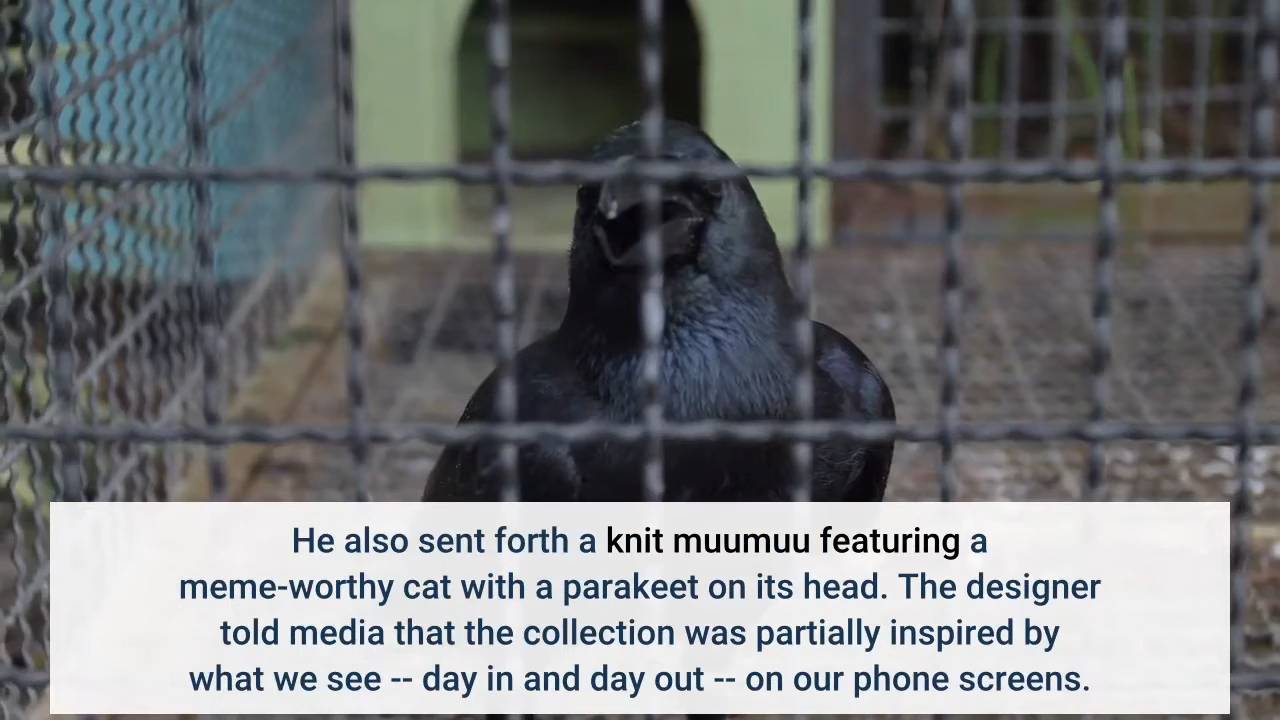 He also sent forth a knit muumuu featuring a
meme-worthy cat with a parakeet on its head. The designer
told media that the collection was partially inspired by
what we see -- day in and day out -- on our phone screens.